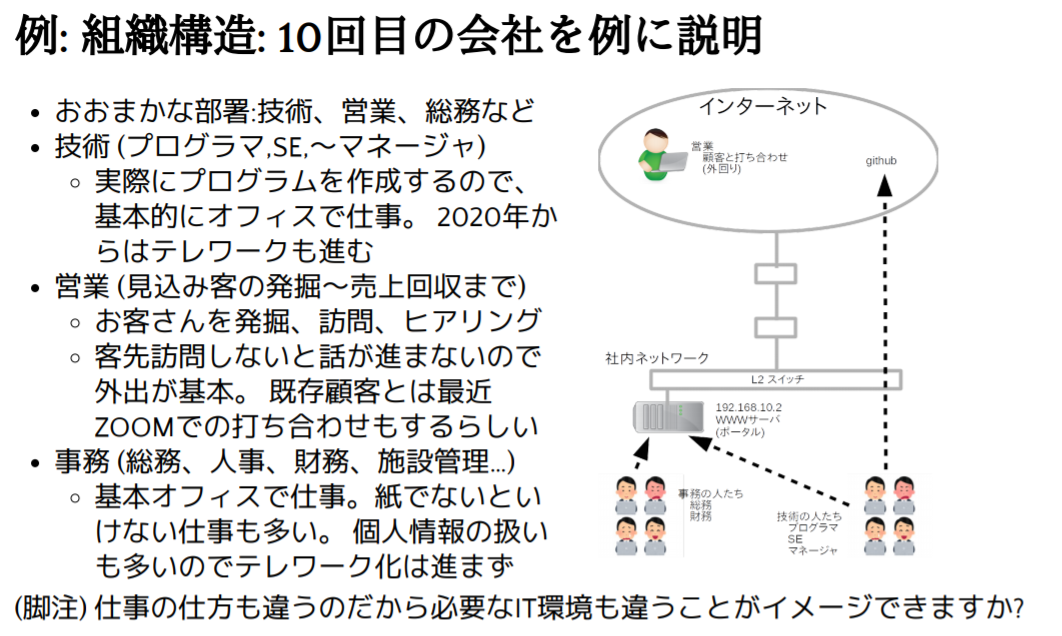 例: 組織構造: 10回目の会社を例に説明
• おおまかな部署:技術、営業、総務など
• 技術 (プログラマ,SE,〜マネージャ)
◦ 実際にプログラムを作成するので、
基本的にオフィスで仕事。 2020年か
らはテレワークも進む
• 営業 (見込み客の発掘〜売上回収まで)
◦ お客さんを発掘、訪問、ヒアリング
◦ 客先訪問しないと話が進まないので
外出が基本。 既存顧客とは最近
ZOOMでの打ち合わせもするらしい
• 事務 (総務、人事、財務、施設管理...)
◦ 基本オフィスで仕事。紙でないとい
けない仕事も多い。 個人情報の扱い
も多いのでテレワーク化は進まず
インターネット
営業
顧客と打ち合わせ
(外回り)
github
社内ネットワーク
L2 スイッチ
192.168.10.2
WWWサーバ
(ポータル)
事務の人たち
総務
財務
技術の人たち
プログラマ
SE
マネージャ
(脚注) 仕事の仕方も違うのだから必要なIT環境も違うことがイメージできますか?